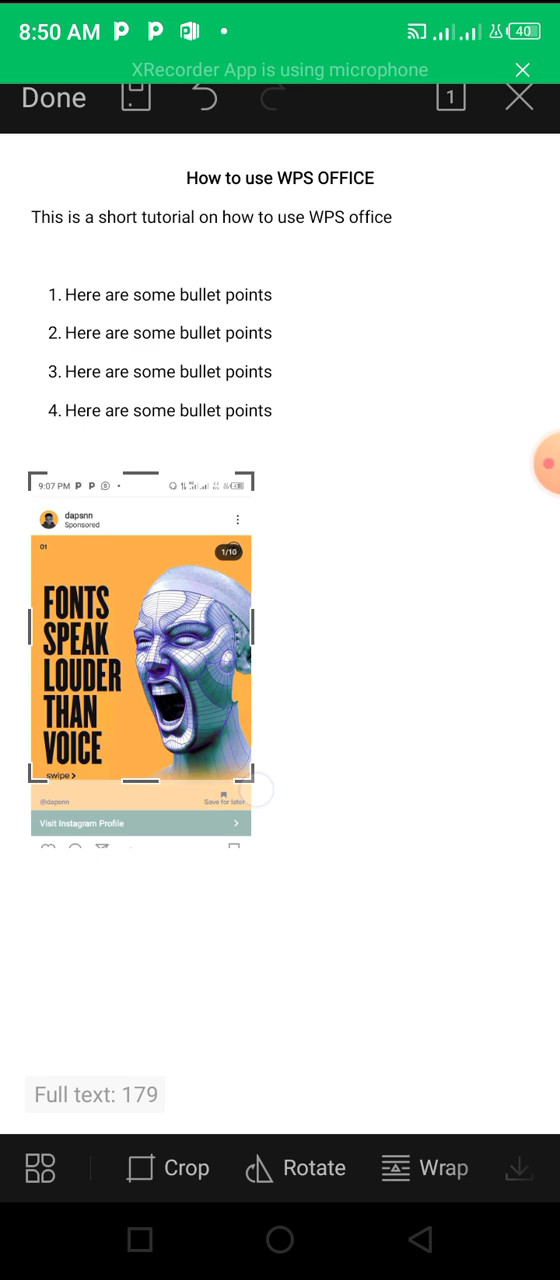 8:50 AM
40
XRecorder App is using microphone
Done
1
How to use WPS OFFICE
This is a short tutorial on how to use WPS office
1. Here are some bullet points
2. Here are some bullet points
3. Here are some bullet points
4. Here are some bullet points
9:07 PM
dapsnn
Sponsored
01
1/10
FONTS
SPEAK
LOUDER
THAN
VOICE
swipe >
@dapsnn
Save for later
Visit Instagram Profile
Full text: 179
Crop
Rotate
Wrap